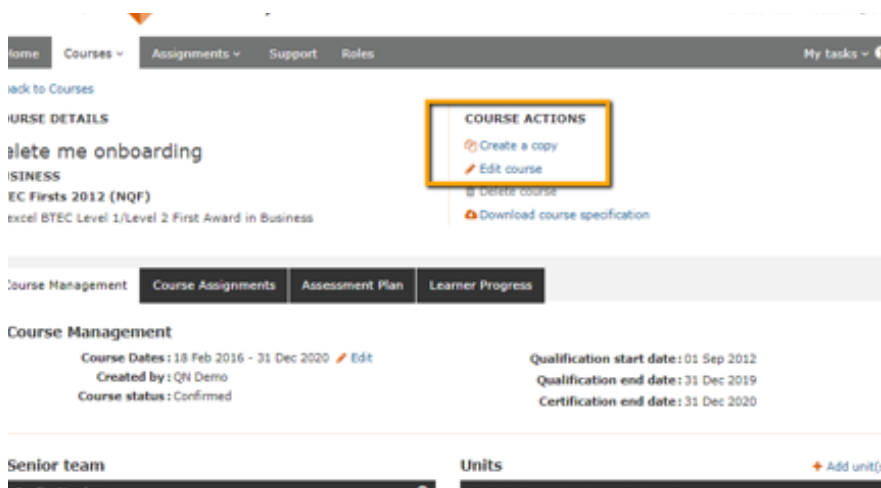 Home Courses Assignments Support Roles My tasks
back to Courses
OURSE DETAILS
elete me onboarding
USINESS
EC Firsts 2012 (NQF)
excel BTEC Level 1/Level 2 First Award in Business
COURSE ACTIONS
Create a copy
Edit course
Delete course
Download course specification
Course Management Course Assignments Assessment Plan Learner Progress
Course Management
Course Dates : 18 Feb 2016 - 31 Dec 2020 Edit
Created by : QN Demo
Course status : Confirmed
Qualification start date : 01 Sep 2012
Qualification end date : 31 Dec 2019
Certification end date : 31 Dec 2020
Senior team
Units
+ Add unit(